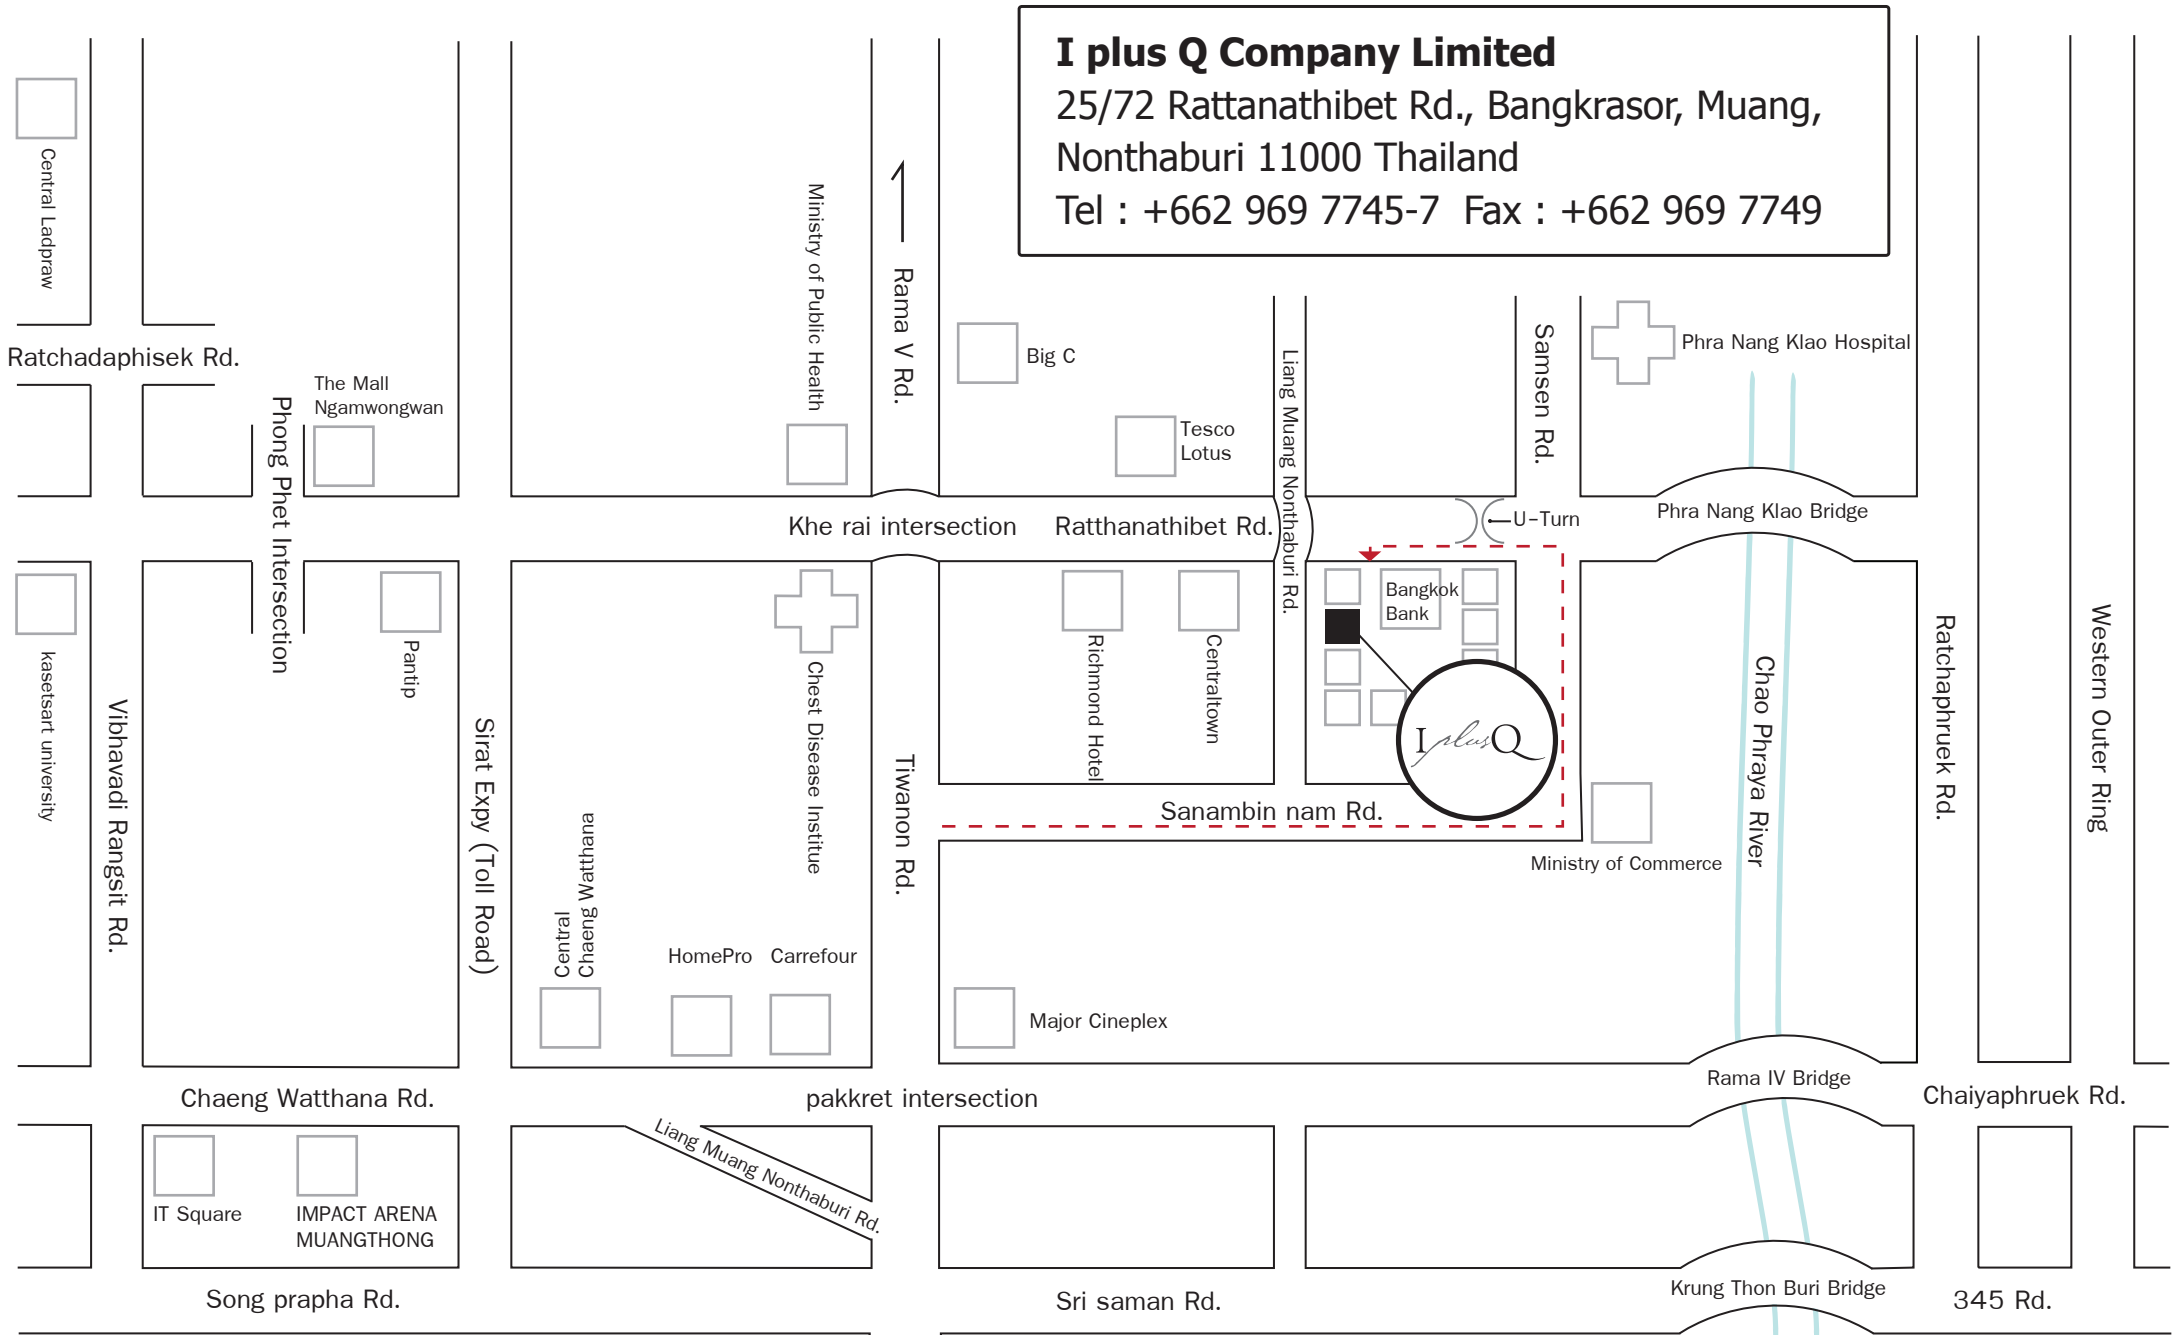 I plus Q Company Limited
25/72 Rattanathibet Rd., Bangkrasor, Muang,
Nonthaburi 11000 Thailand
Tel : +662 969 7745-7  Fax : +662 969 7749
Central Ladpraw
Ministry of Public Health
Rama V Rd.
Big C
Liang Muang Nonthaburi Rd.
Samsen Rd.
Phra Nang Klao Hospital
Ratchadaphisek Rd.
The Mall
Ngamwongwan
Phong Phet Intersection
Tesco
Lotus
Khe rai intersection
Ratthanathibet Rd.
U-Turn
Phra Nang Klao Bridge
Bangkok
Bank
kasetsart university
Vibhavadi Rangsit Rd.
Pantip
Sirat Expy (Toll Road)
Chest Disease Institue
Tiwanon Rd.
Richmond Hotel
Centraltown
I plus Q
Chao Phraya River
Ratchaphruek Rd.
Western Outer Ring
Sanambin nam Rd.
Ministry of Commerce
Central
Chaeng Watthana
HomePro
Carrefour
Major Cineplex
Chaeng Watthana Rd.
pakkret intersection
Rama IV Bridge
Chaiyaphruek Rd.
Liang Muang Nonthaburi Rd.
IT Square
IMPACT ARENA
MUANGTHONG
Song prapha Rd.
Sri saman Rd.
Krung Thon Buri Bridge
345 Rd.